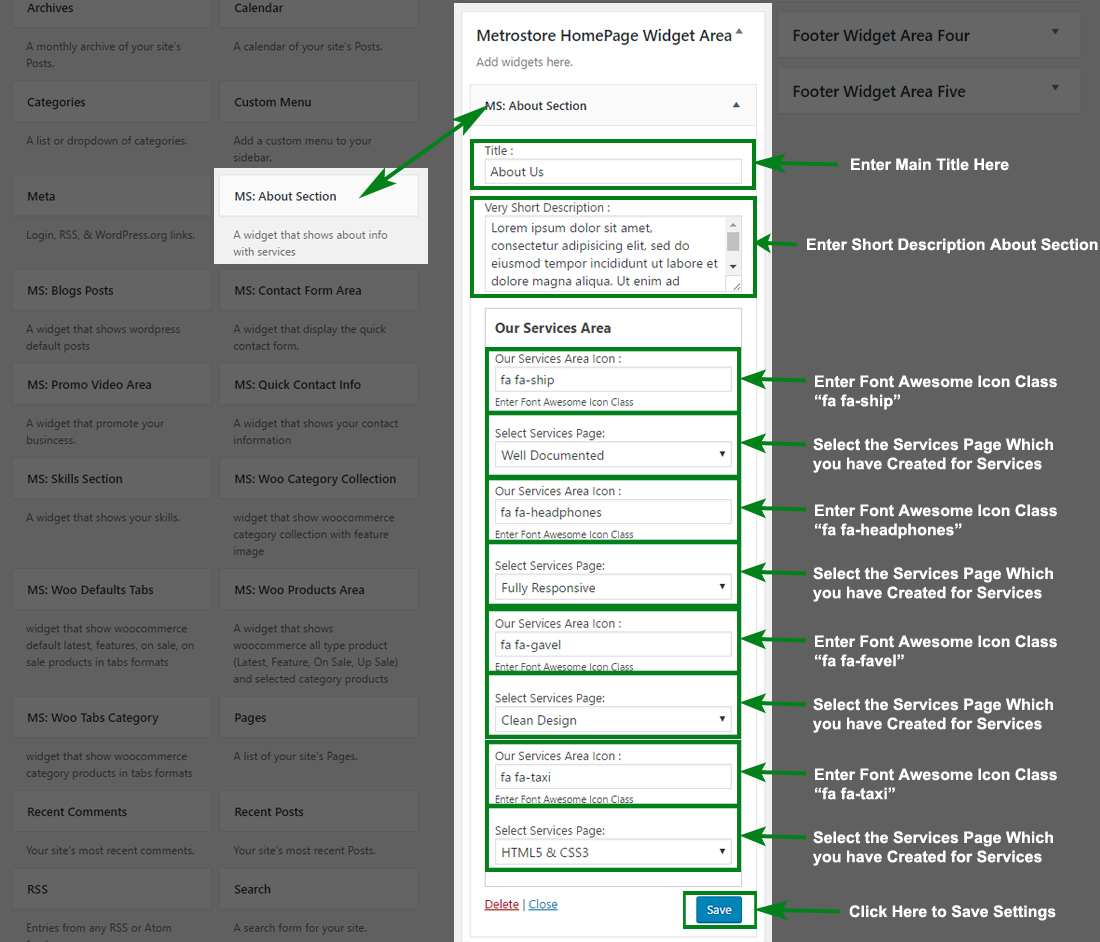 Archives
Calendar
A monthly archive of your site's
Posts.
A calendar of your site's Posts.
Categories
Custom Menu
A list or dropdown of categories.
Add a custom menu to your
sidebar.
Meta
MS: About Section
Login, RSS, & WordPress.org links.
A widget that shows about info
with services
MS: Blogs Posts
MS: Contact Form Area
A widget that shows wordpress
default posts
A widget that display the quick
contact form.
MS: Promo Video Area
MS: Quick Contact Info
A widget that promote your
busincess.
A widget that shows your contact
information
MS: Skills Section
MS: Woo Category Collection
A widget that shows your skills.
widget that show woocommerce
category collection with feature
image
MS: Woo Defaults Tabs
MS: Woo Products Area
widget that show woocommerce
default latest, features, on sale, on
sale products in tabs formats
A widget that shows
woocommerce all type product
(Latest, Feature, On Sale, Up Sale)
and selected category products
MS: Woo Tabs Category
Pages
widget that show woocommerce
category products in tabs formats
A list of your site's Pages.
Recent Comments
Recent Posts
Your site's most recent comments.
Your site's most recent Posts.
RSS
Search
Entries from any RSS or Atom
A search form for your site.
Metrostore HomePage Widget Area
Add widgets here.
MS: About Section
Title :
About Us
Very Short Description :
Lorem ipsum dolor sit amet,
consectetur adipisicing elit, sed do
eiusmod tempor incididunt ut labore et
dolore magna aliqua. Ut enim ad
Our Services Area
Our Services Area Icon :
fa fa-ship
Enter Font Awesome Icon Class
Select Services Page:
Well Documented
Our Services Area Icon :
fa fa-headphones
Enter Font Awesome Icon Class
Select Services Page:
Fully Responsive
Our Services Area Icon :
fa fa-gavel
Enter Font Awesome Icon Class
Select Services Page:
Clean Design
Our Services Area Icon :
fa fa-taxi
Enter Font Awesome Icon Class
Select Services Page:
HTML5 & CSS3
Delete | Close
Save
Footer Widget Area Four
Footer Widget Area Five
Enter Main Title Here
Enter Short Description About Section
Enter Font Awesome Icon Class
“fa fa-ship”
Select the Services Page Which
you have Created for Services
Enter Font Awesome Icon Class
“fa fa-headphones”
Select the Services Page Which
you have Created for Services
Enter Font Awesome Icon Class
“fa fa-favel”
Select the Services Page Which
you have Created for Services
Enter Font Awesome Icon Class
“fa fa-taxi”
Select the Services Page Which
you have Created for Services
Click Here to Save Settings